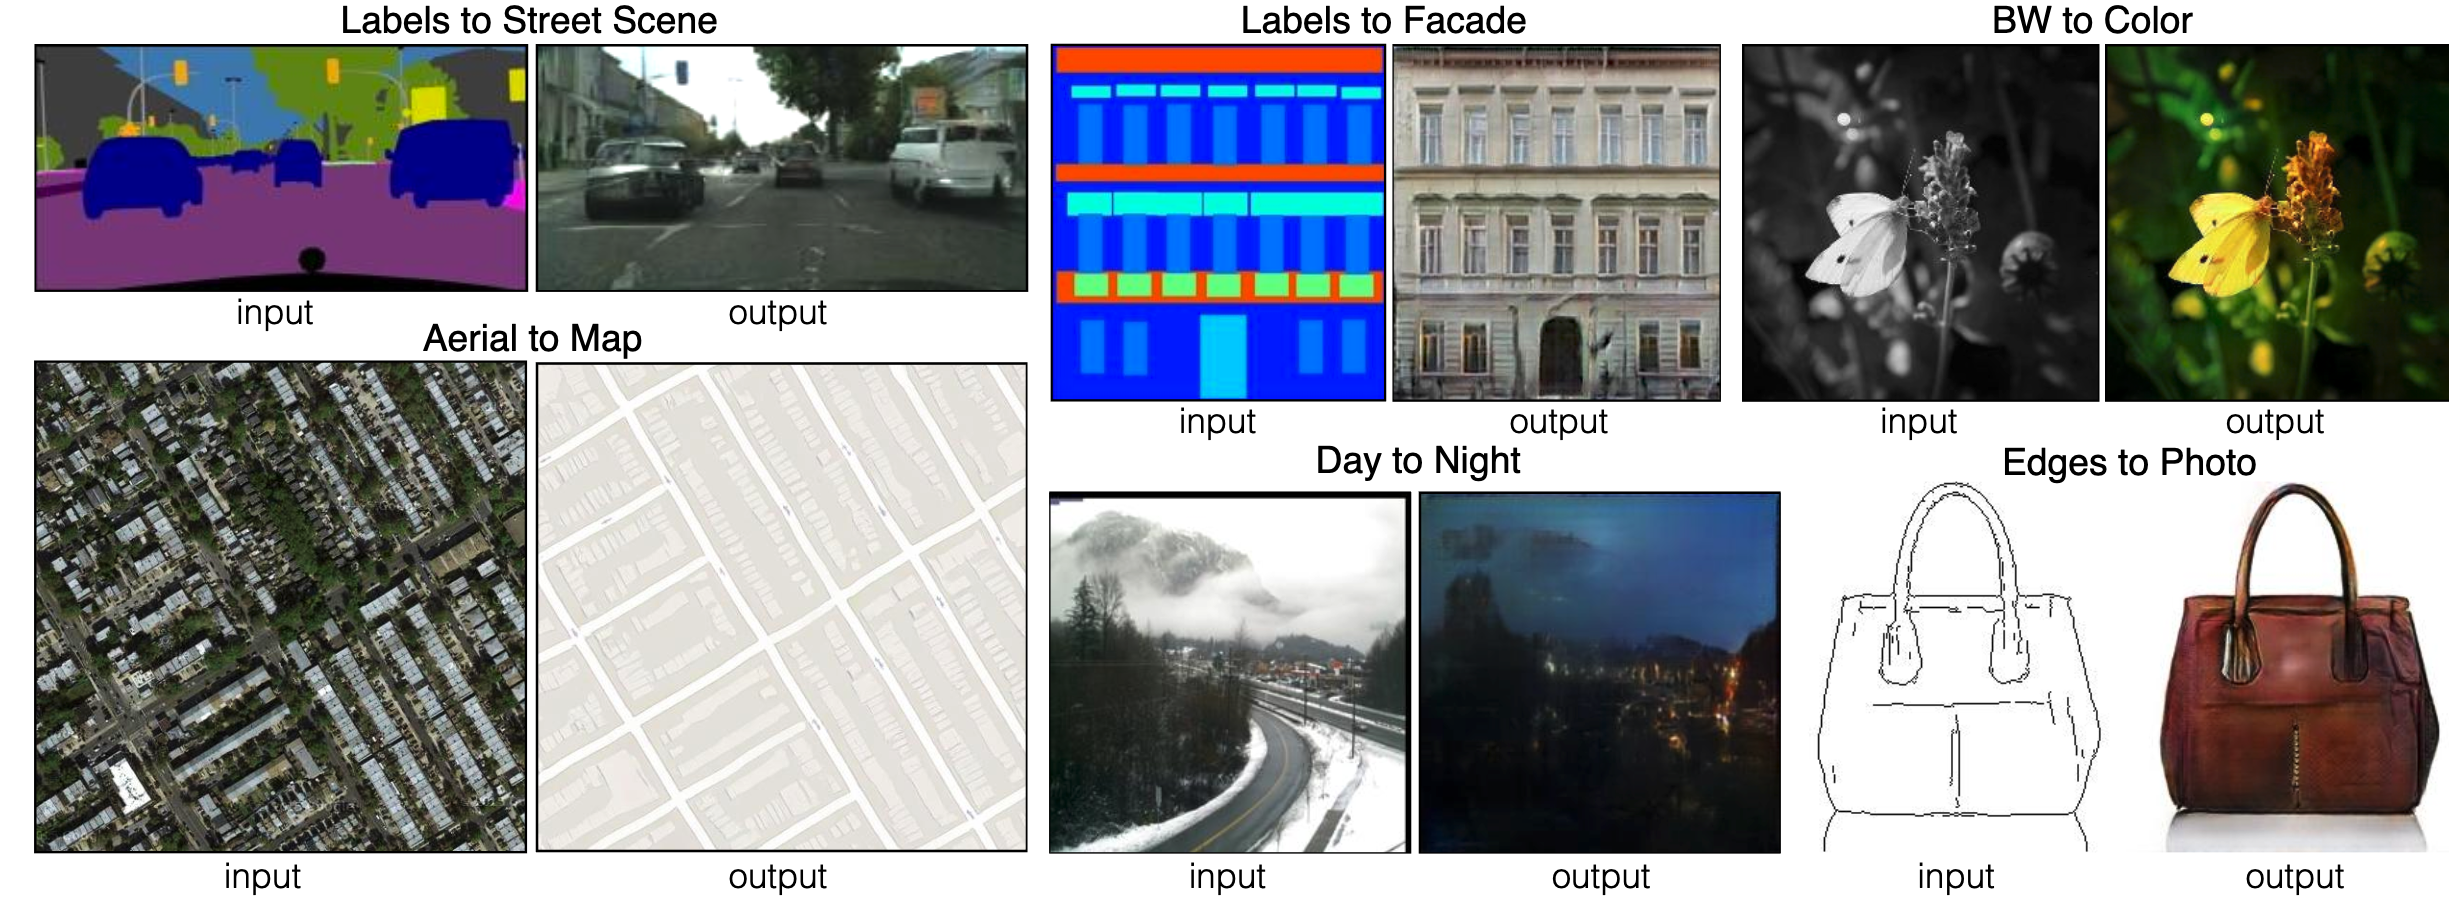 Labels to Street Scene
input
output
Aerial to Map
input
output
Labels to Facade
input
output
BW to Color
input
output
Day to Night
input
output
Edges to Photo
input
output